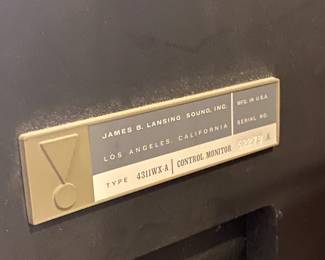 JAMES B. LANSING SOUND, INC.
LOS ANGELES, CALIFORNIA
TYPE 4311WX-A CONTROL MONITOR
MFG. IN U.S.A.
SERIAL NO.
A